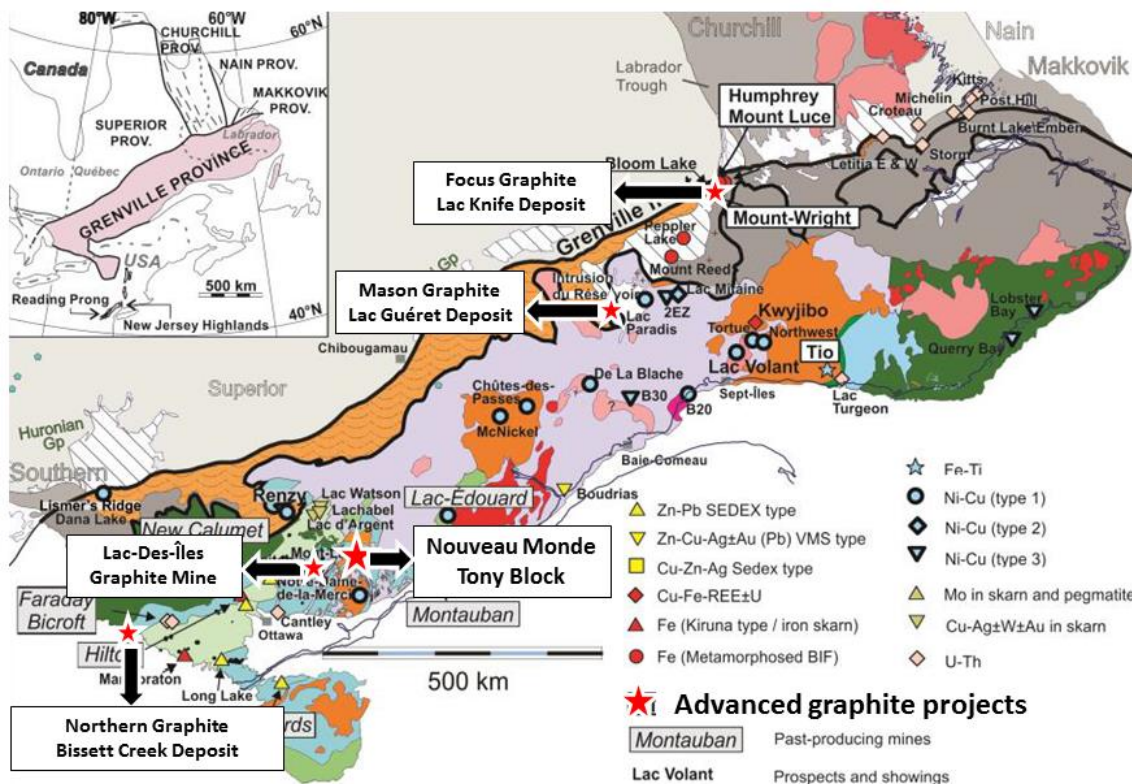 80°W
60°W
60°N
CHURCHILL
PROV.
NAIN PROV.
MAKKOVIK
PROV.
Canada
SUPERIOR
PROV.
Labrador
Ontario
Québec
GRENVILLE PROVINCE
USA
500 km
Reading Prong
New Jersey Highlands
40°N
Churchill
Nain
Makkovik
Labrador
Trough
Kitts
Michelin
Post Hill
Croteau
Burnt Lake Emben
Storm
Letitia E & W
Humphrey
Mount Luce
Bloom Lake
Focus Graphite
Lac Knife Deposit
Mount-Wright
Grenville
Peppler
Lake
Mount Reed
Gp
Intrusion
Mason Graphite
Lac Guéret Deposit
Lac
Paradis
2EZ
Lac Mitaine
Kwyjibo
Tortue
Northwest
Tio
Lobster
Bay
Querry Bay
Chibougamau
Lac Volant
Lac
Turgeon
Sept-Îles
Superior
Chûtes-des-
Passes
De La Blache
B30
B20
McNickel
Huronian
Gp
Southern
Baie-Comeau
Lismer's Ridge
Dana Lake
Renzy
Lac Watson
Lachabel
Lac d'Argent
Lac-Édouard
Boudrias
New Calumet
Lac-Des-Îles
Graphite Mine
Nouveau Monde
Tony Block
de-la-Merci
Montauban
Faraday
Bicroft
Cantley
Ottawa
Hilton
Long Lake
500 km
Northern Graphite
Bissett Creek Deposit
Zn-Pb SEDEX type
Zn-Cu-Ag±Au (Pb) VMS type
Cu-Zn-Ag Sedex type
Cu-Fe-REE±U
Fe (Kiruna type / iron skarn)
Fe (Metamorphosed BIF)
Fe-Ti
Ni-Cu (type 1)
Ni-Cu (type 2)
Ni-Cu (type 3)
Mo in skarn and pegmatite
Cu-Ag±W±Au in skarn
U-Th
Advanced graphite projects
Montauban
Past-producing mines
Lac Volant
Prospects and showings